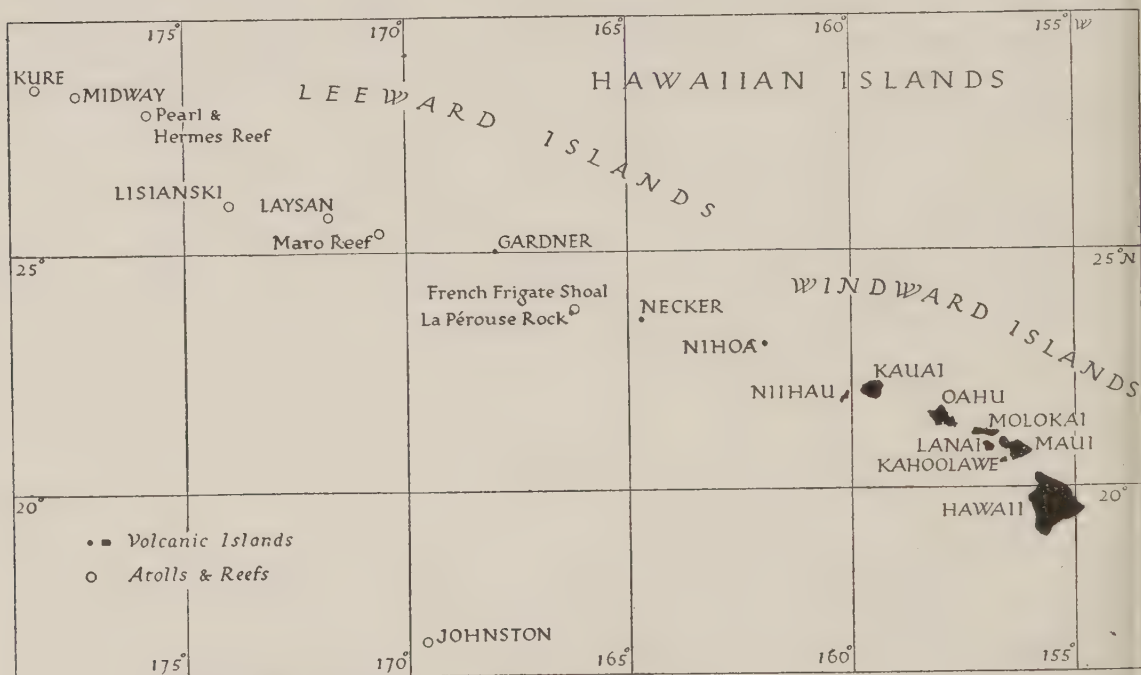 175°
170°
165°
160°
155° W
HAWAIIAN ISLANDS
LEEWARD ISLANDS
KURE
MIDWAY
Pearl &
Hermes Reef
LISIANSKI
LAYSAN
Maro Reef
GARDNER
25°
25°N
French Frigate Shoal
La Pérouse Rock
NECKER
NIHOA
WINDWARD ISLANDS
NIIHAU
KAUAI
OAHU
MOLOKAI
LANAI
MAUI
KAHOOLAWE
HAWAII
20°
20°
Volcanic Islands
Atolls & Reefs
JOHNSTON
175°
170°
165°
160°
155°